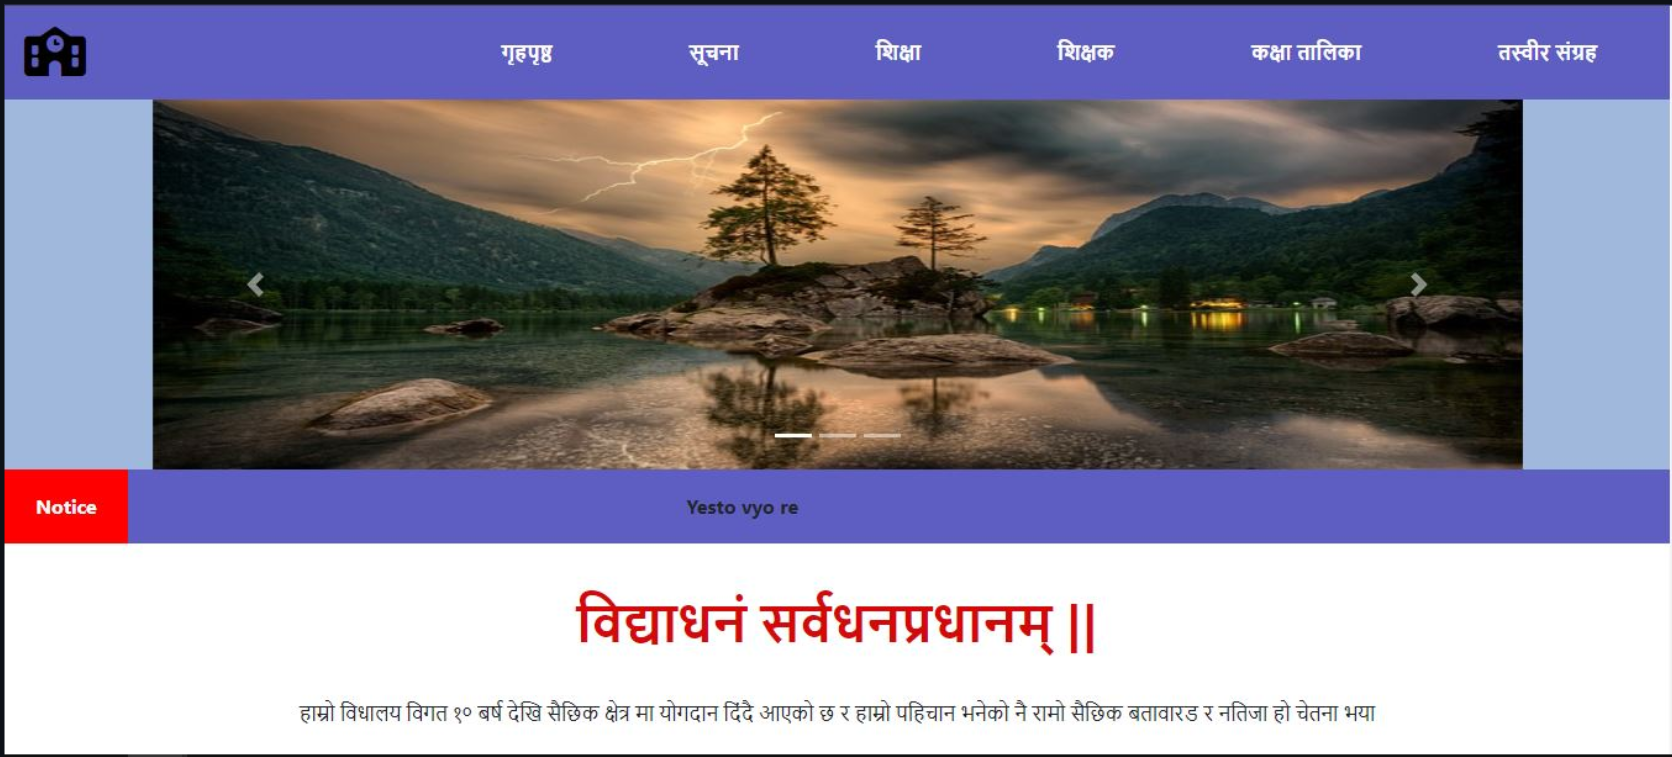 गृहपृष्ठ सूचना शिक्षा शिक्षक कक्षा तालिका तस्वीर संग्रह
Notice Yesto vyo re
विद्याधनं सर्वधनप्रधानम् ||
हाम्रो विधालय विगत १० बर्ष देखि सैछिक क्षेत्र मा योगदान दिंदै आएको छ र हाम्रो पहिचान भनेको नै रामो सैछिक बतावारड र नतिजा हो चेतना भया